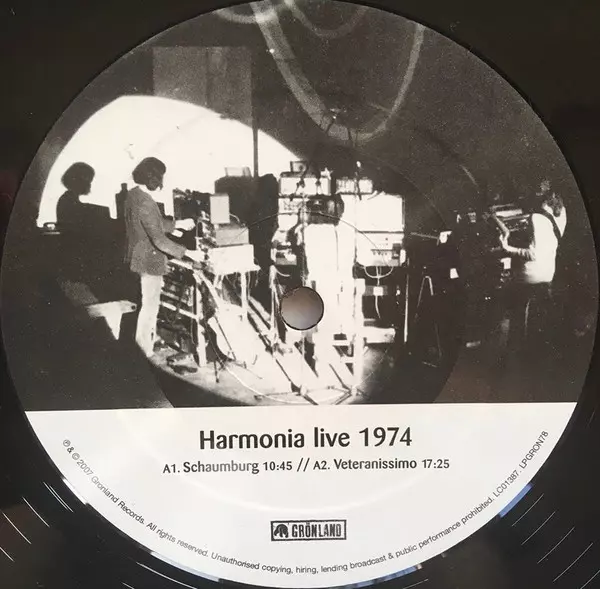 Harmonia live 1974
A1. Schaumburg 10:45 // A2. Veteranissimo 17:25
GRÖNLAND
℗ & © 2007 Grönland Records. All rights reserved. Unauthorised copying, hiring, lending broadcast & public performance prohibited. LC01387. LPGRON78